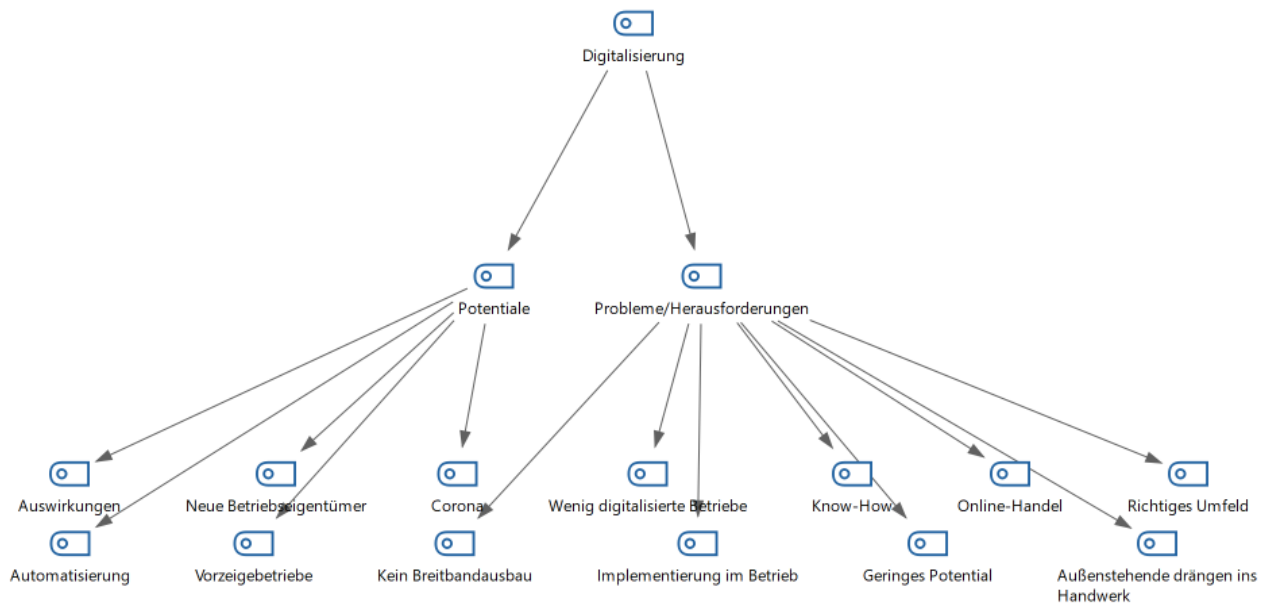 Digitalisierung
Potentiale
Probleme/Herausforderungen
Auswirkungen
Neue Betriebseigentümer
Corona
Wenig digitalisierte Betriebe
Know-How
Online-Handel
Richtiges Umfeld
Automatisierung
Vorzeigebetriebe
Kein Breitbandausbau
Implementierung im Betrieb
Geringes Potential
Außenstehende drängen ins
Handwerk